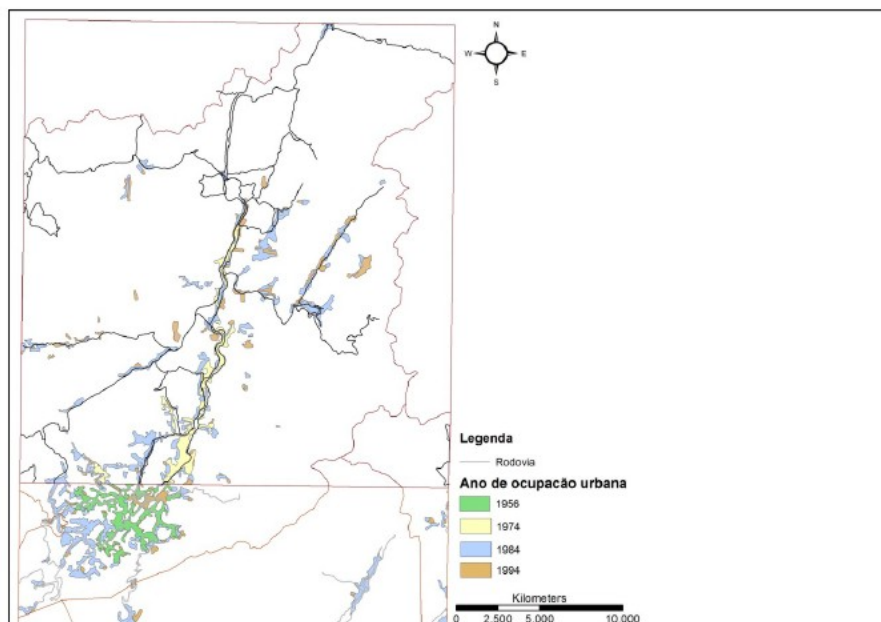 N
W E
S
Legenda
Rodovia
Ano de ocupacão urbana
1956
1974
1984
1994
Kilometers
0 2.500 5.000 10.000